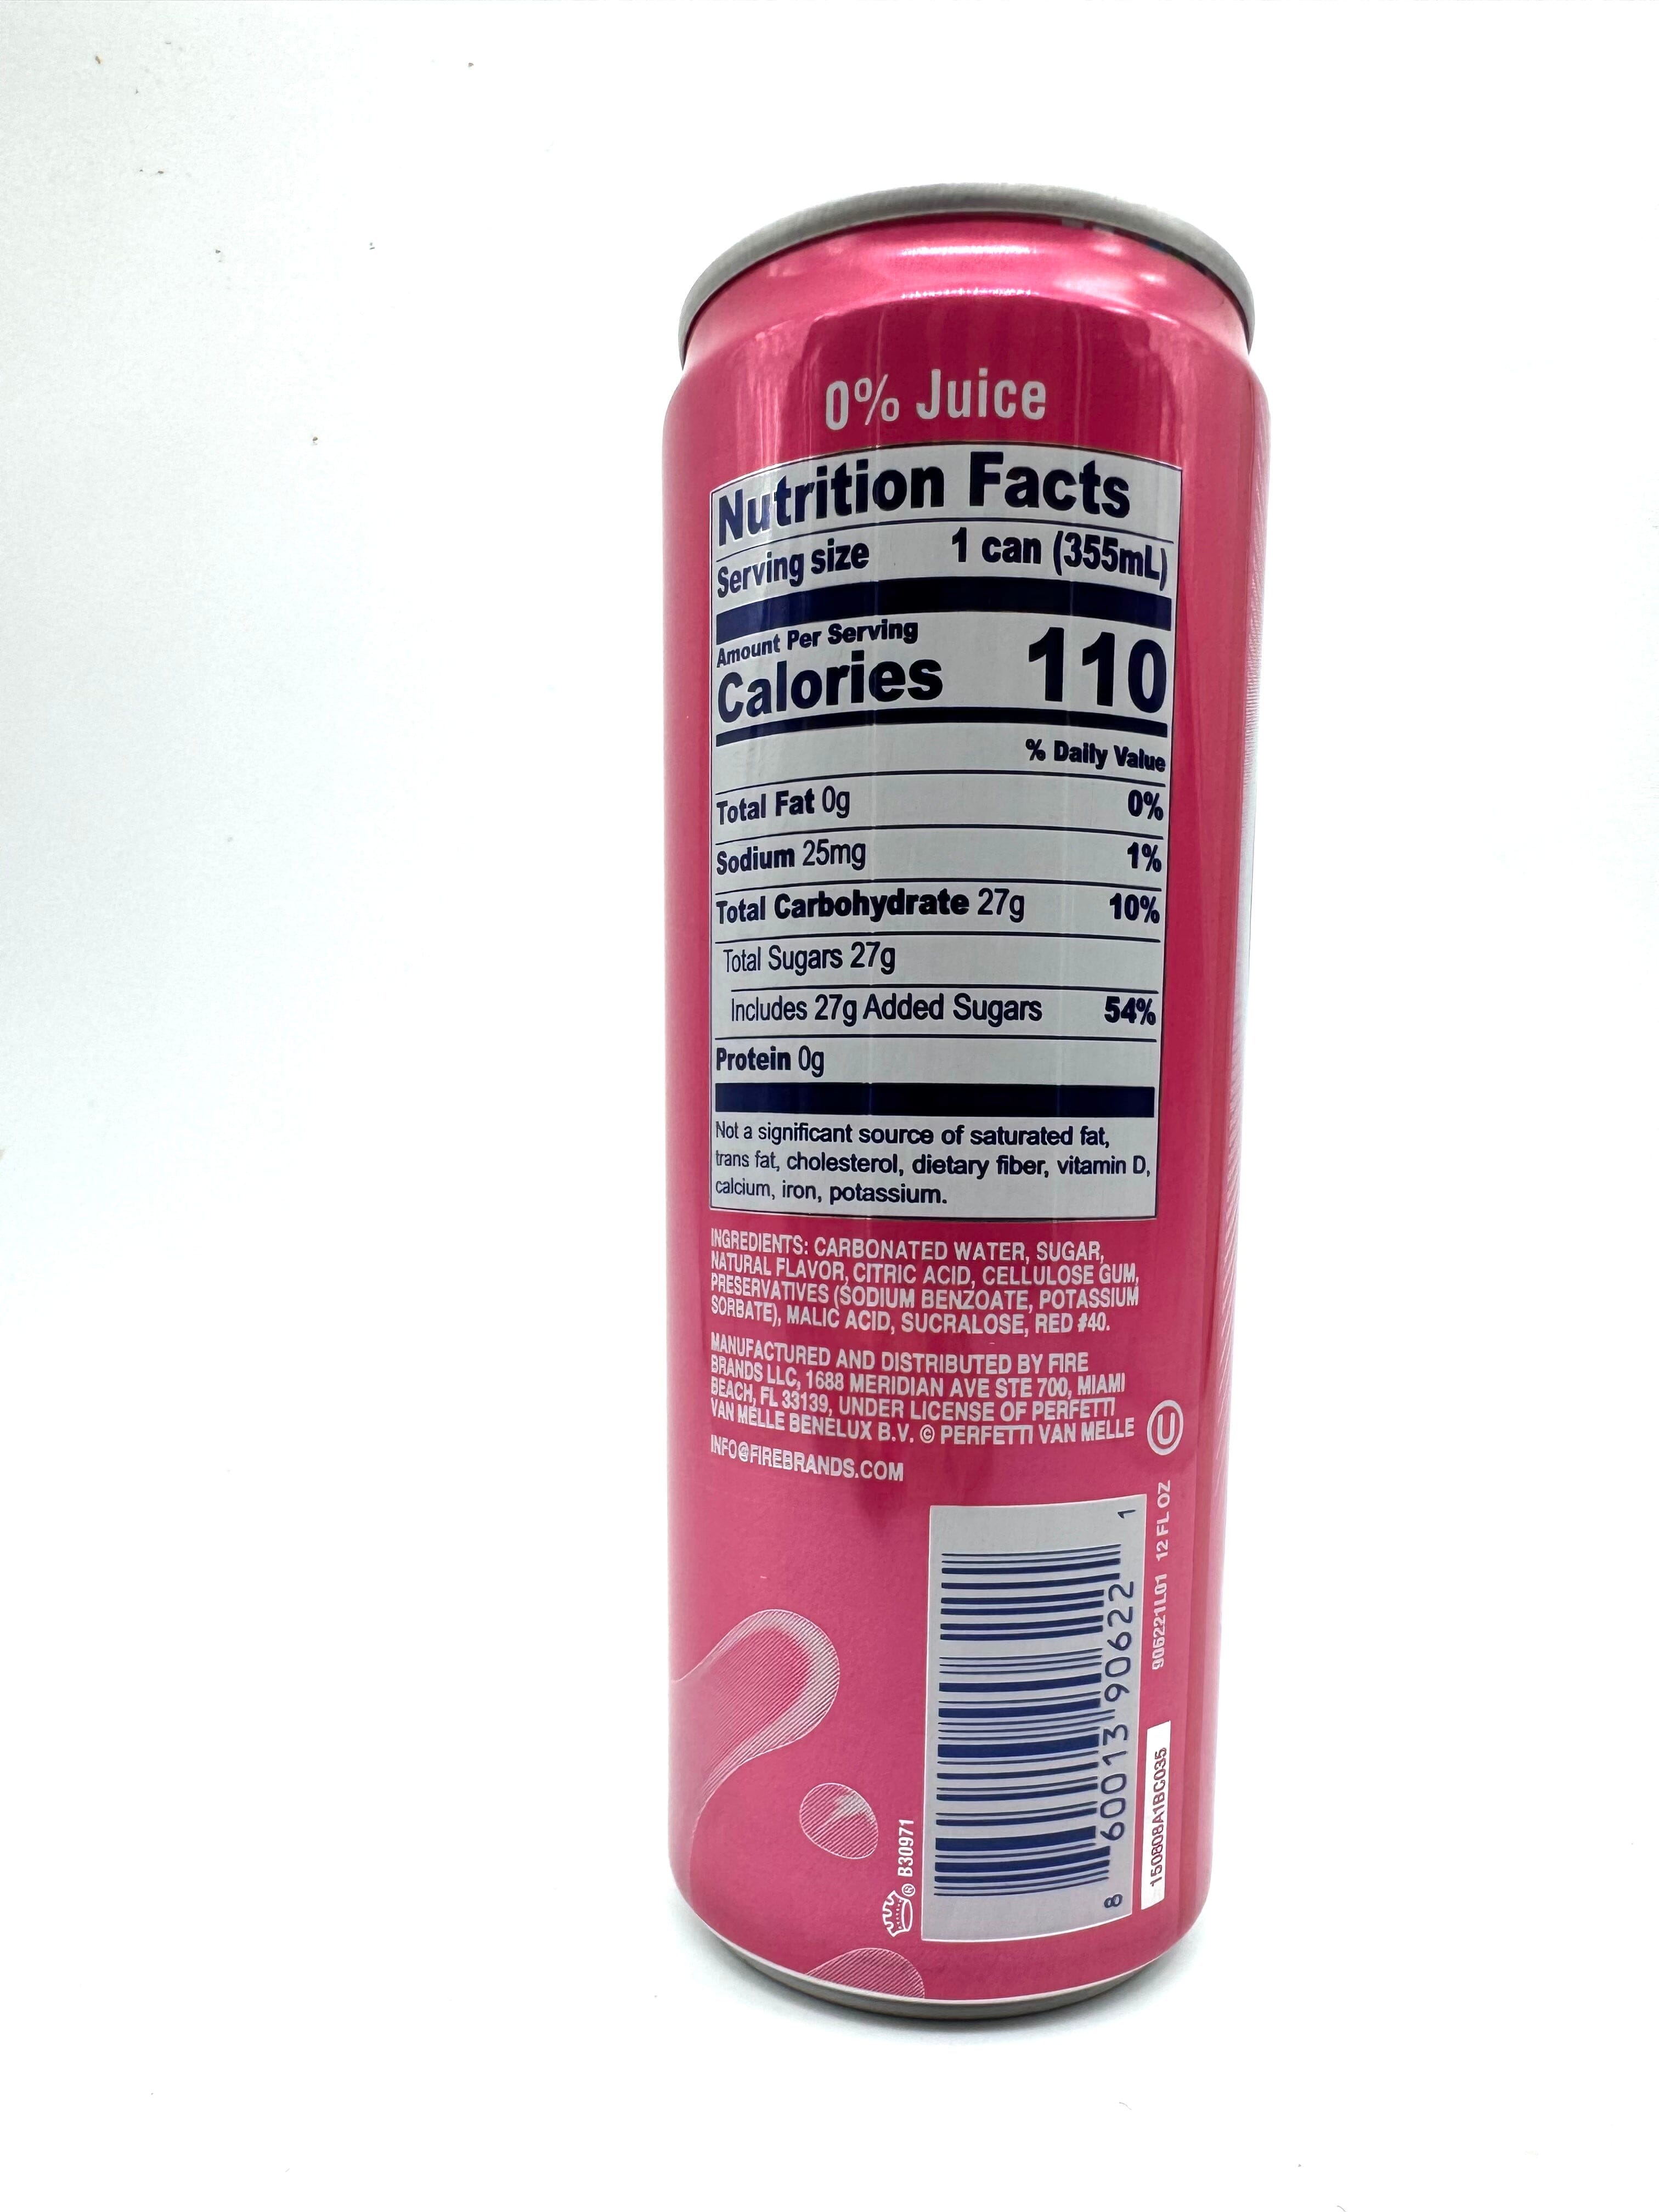 0% Juice
Nutrition Facts
Serving size 1 can (355mL)
Amount Per Serving
Calories 110
% Daily Value
Total Fat 0g 0%
Sodium 25mg 1%
Total Carbohydrate 27g 10%
Total Sugars 27g
Includes 27g Added Sugars 54%
Protein 0g
Not a significant source of saturated fat,
trans fat, cholesterol, dietary fiber, vitamin D,
calcium, iron, potassium.
INGREDIENTS: CARBONATED WATER, SUGAR,
NATURAL FLAVOR, CITRIC ACID, CELLULOSE GUM,
PRESERVATIVES (SODIUM BENZOATE, POTASSIUM
SORBATE), MALIC ACID, SUCRALOSE, RED #40.
MANUFACTURED AND DISTRIBUTED BY FIRE
BRANDS LLC, 1688 MERIDIAN AVE STE 700, MIAMI
BEACH, FL 33139, UNDER LICENSE OF PERFETTI
VAN MELLE BENELUX B.V. © PERFETTI VAN MELLE
U
INFO@FIREBRANDS.COM
® B30971
8 60013 90622 1
906221L01 12 FL OZ
150808A1BC035